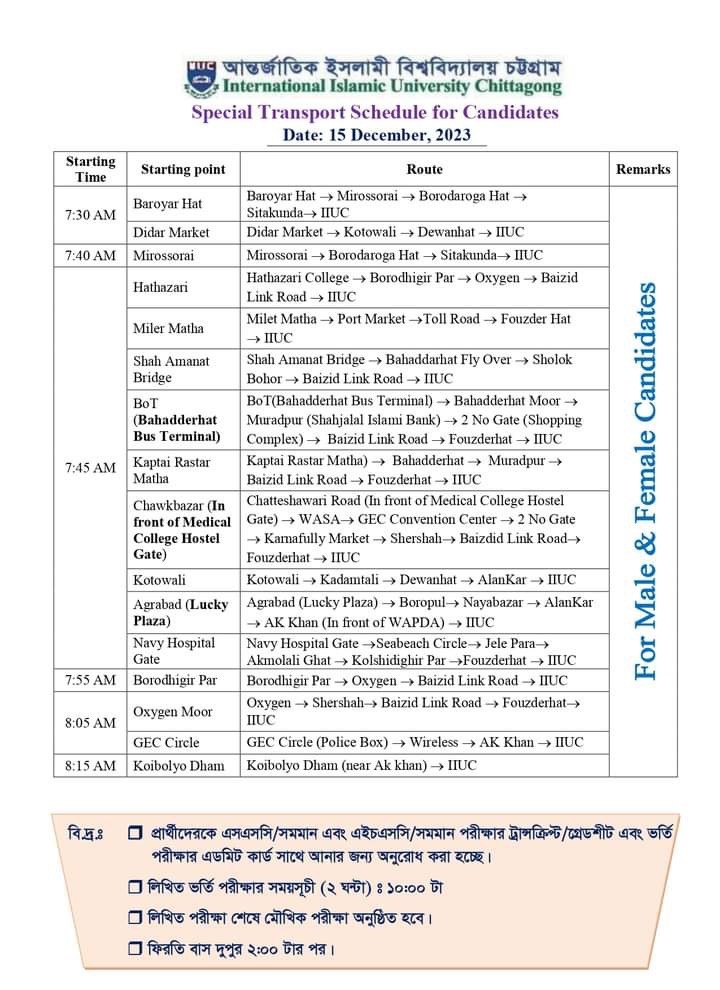 IIUC
আন্তর্জাতিক ইসলামী বিশ্ববিদ্যালয় চট্টগ্রাম
International Islamic University Chittagong
Special Transport Schedule for Candidates
Date: 15 December, 2023
Starting Time
Starting point
Route
Remarks
7:30 AM
Baroyar Hat
Baroyar Hat → Mirossorai → Borodaroga Hat →
Sitakunda→ IIUC
Didar Market
Didar Market → Kotowali → Dewanhat → IIUC
7:40 AM
Mirossorai
Mirossorai → Borodaroga Hat → Sitakunda→ IIUC
7:45 AM
Hathazari
Hathazari College → Borodhigir Par → Oxygen → Baizid
Link Road → IIUC
Miler Matha
Milet Matha → Port Market →Toll Road → Fouzder Hat
→ IIUC
Shah Amanat
Bridge
Shah Amanat Bridge → Bahaddarhat Fly Over → Sholok
Bohor → Baizid Link Road → IIUC
BoT
(Bahadderhat
Bus Terminal)
BoT(Bahadderhat Bus Terminal) → Bahadderhat Moor →
Muradpur (Shahjalal Islami Bank) → 2 No Gate (Shopping
Complex) → Baizid Link Road → Fouzderhat → IIUC
Kaptai Rastar
Matha
Kaptai Rastar Matha) → Bahadderhat → Muradpur →
Baizid Link Road → Fouzderhat → IIUC
Chawkbazar (In
front of Medical
College Hostel
Gate)
Chatteshawari Road (In front of Medical College Hostel
Gate) → WASA→ GEC Convention Center → 2 No Gate
→ Karnafully Market → Shershah→ Baizdid Link Road→
Fouzderhat → IIUC
Kotowali
Kotowali → Kadamtali → Dewanhat → AlanKar → IIUC
Agrabad (Lucky
Plaza)
Agrabad (Lucky Plaza) → Boropul→ Nayabazar → AlanKar
→ AK Khan (In front of WAPDA) → IIUC
Navy Hospital
Gate
Navy Hospital Gate →Seabeach Circle→ Jele Para→
Akmolali Ghat → Kolshidighir Par →Fouzderhat → IIUC
7:55 AM
Borodhigir Par
Borodhigir Par → Oxygen → Baizid Link Road → IIUC
8:05 AM
Oxygen Moor
Oxygen → Shershah→ Baizid Link Road → Fouzderhat→
IIUC
GEC Circle
GEC Circle (Police Box) → Wireless → AK Khan → IIUC
8:15 AM
Koibolyo Dham
Koibolyo Dham (near Ak khan) → IIUC
For Male & Female Candidates
বি.দ্র.ঃ ❒ প্রার্থীদেরকে এসএসসি/সমমান এবং এইচএসসি/সমমান পরীক্ষার ট্রান্সক্রিপ্ট/গ্রেডশীট এবং ভর্তি
পরীক্ষার এডমিট কার্ড সাথে আনার জন্য অনুরোধ করা হচ্ছে।
❒ লিখিত ভর্তি পরীক্ষার সময়সূচী (২ ঘন্টা) ঃ ১০:০০ টা
❒ লিখিত পরীক্ষা শেষে মৌখিক পরীক্ষা অনুষ্ঠিত হবে।
❒ ফিরতি বাস দুপুর ২:০০ টার পর।